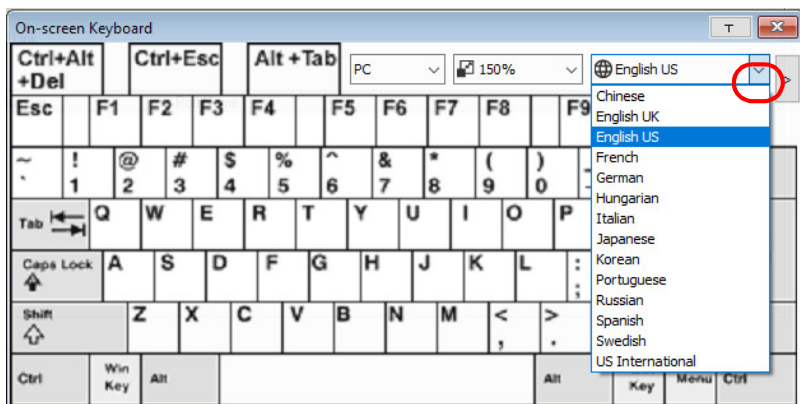 On-screen Keyboard
Ctrl+Alt
+Del
Ctrl+Esc
Alt +Tab
PC
150%
English US
>
Chinese
English UK
English US
French
German
Hungarian
Italian
Japanese
Korean
Portuguese
Russian
Spanish
Swedish
US International
Esc F1 F2 F3 F4 F5 F6 F7 F8 F9
~ ! @ # $ % ^ & * ( )
` 1 2 3 4 5 6 7 8 9 0
Tab Q W E R T Y U I O P
Caps Lock A S D F G H J K L : ;
Shift Z X C V B N M < , > .
Ctrl Win Key Alt Alt Key Menu Ctrl